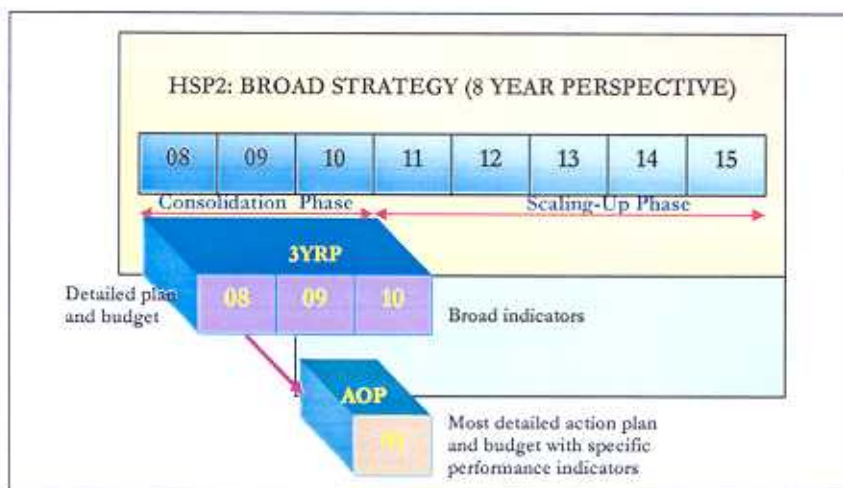 HSP2: BROAD STRATEGY (8 YEAR PERSPECTIVE)
08 09 10 11 12 13 14 15
Consolidation Phase Scaling-Up Phase
3YRP
Detailed plan
and budget
08 09 10
Broad indicators
AOP
Most detailed action plan
and budget with specific
performance indicators